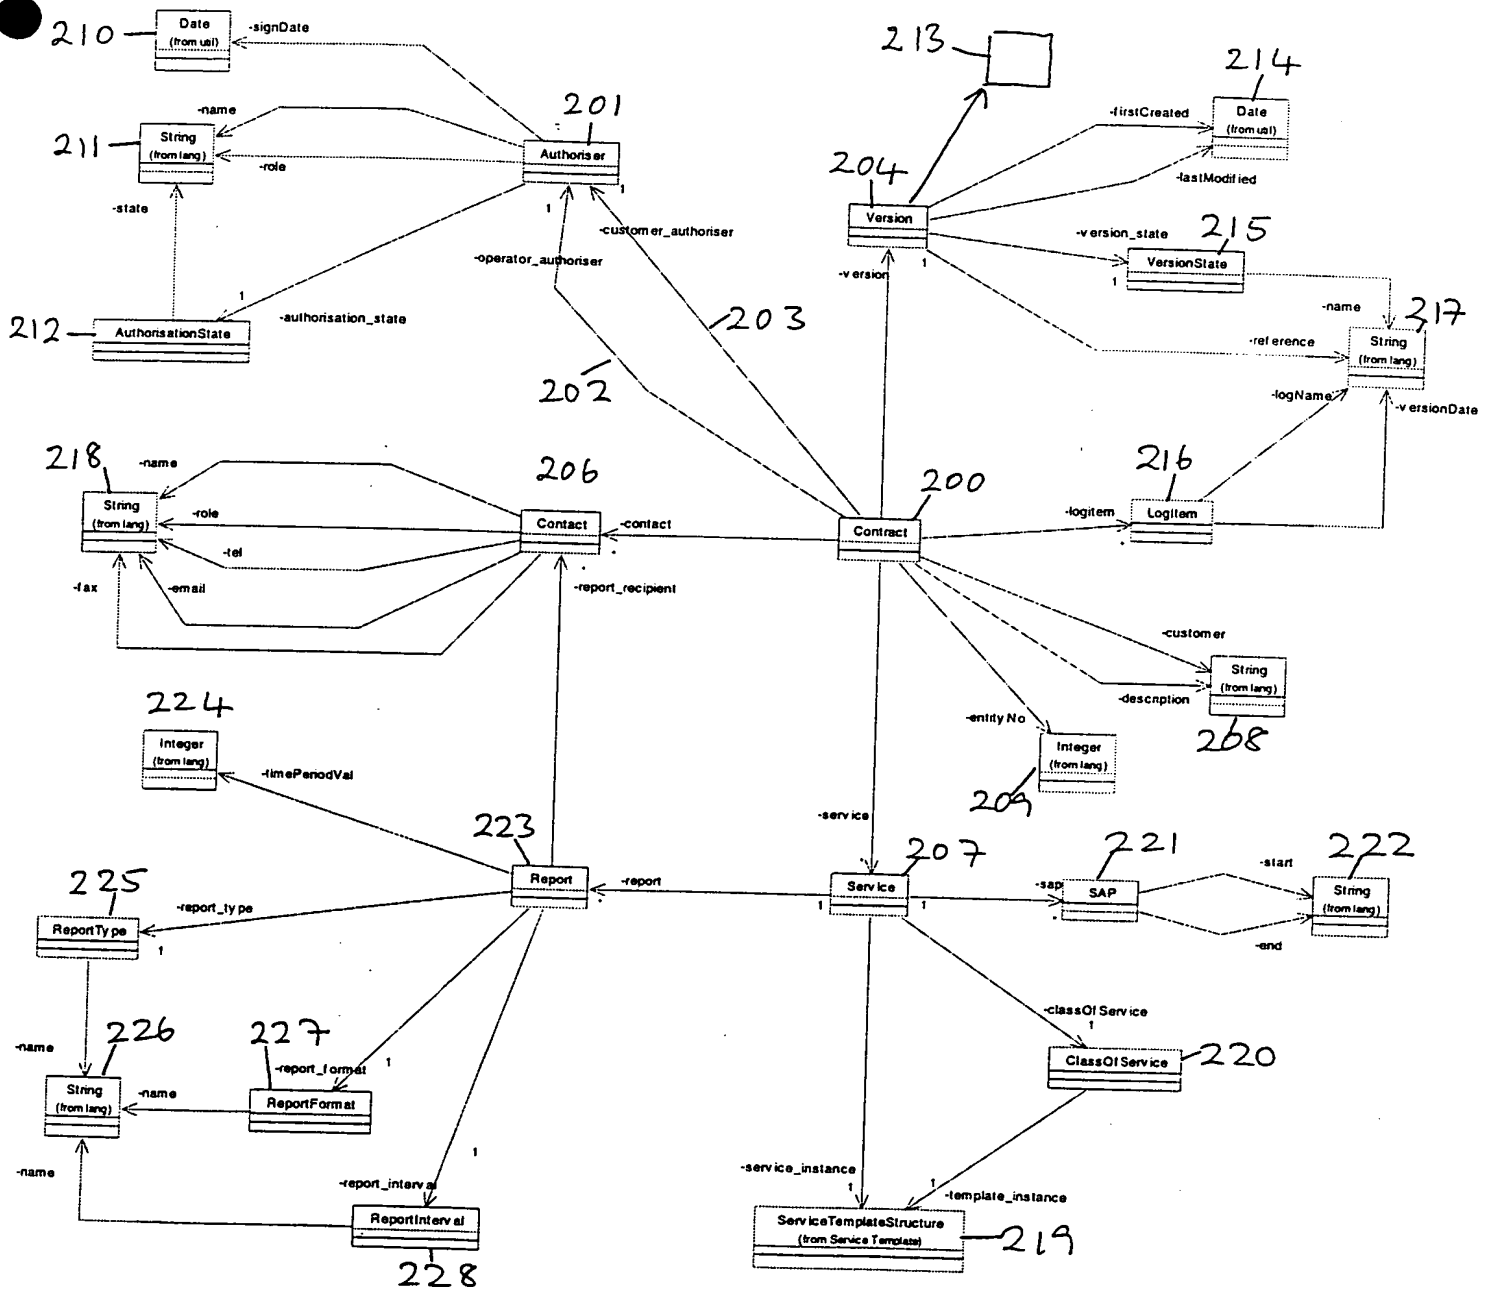 210
Date
(from util)
-signDate
213
214
Date
(from util)
-firstCreated
-lastModified
-name
201
211
String
(from lang)
-role
Authoriser
1
1
-state
204
Version
-version_state
215
VersionState
1
1
-version
-customer_authoriser
-operator_authoriser
1
-authorisation_state
212
AuthorisationState
203
202
-name
217
String
(from lang)
-reference
-logName
-versionDate
218
-name
String
(from lang)
-role
-tel
-fax
-email
206
Contact
-contact
200
Contract
-logitem
216
LogItem
-report_recipient
-customer
String
(from lang)
-description
208
-entityNo
Integer
(from lang)
209
224
Integer
(from lang)
-timePeriodVal
-service
223
Report
-report
207
Service
1
1
-sap
221
SAP
-start
222
String
(from lang)
-end
225
-report_type
ReportType
1
-name
226
String
(from lang)
-name
227
-report_format
1
ReportFormat
-classOfService
1
ClassOfService
220
-name
1
-report_interval
ReportInterval
228
-service_instance
1
1
-template_instance
ServiceTemplateStructure
(from Service Template)
219